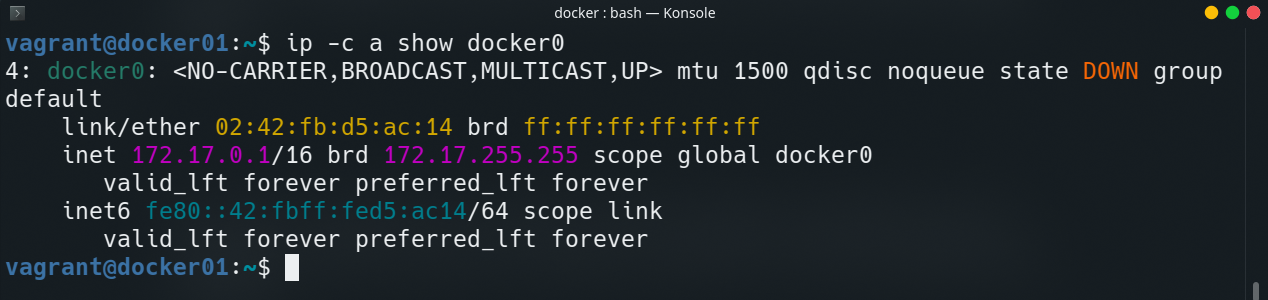 docker : bash — Konsole
vagrant@docker01:~$ ip -c a show docker0
4: docker0: <NO-CARRIER,BROADCAST,MULTICAST,UP> mtu 1500 qdisc noqueue state DOWN group
default
    link/ether 02:42:fb:d5:ac:14 brd ff:ff:ff:ff:ff:ff
    inet 172.17.0.1/16 brd 172.17.255.255 scope global docker0
       valid_lft forever preferred_lft forever
    inet6 fe80::42:fbff:fed5:ac14/64 scope link
       valid_lft forever preferred_lft forever
vagrant@docker01:~$